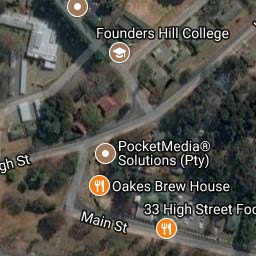 Founders Hill College
PocketMedia®
Solutions (Pty)
gh St
Oakes Brew House
33 High Street Foo
Main St